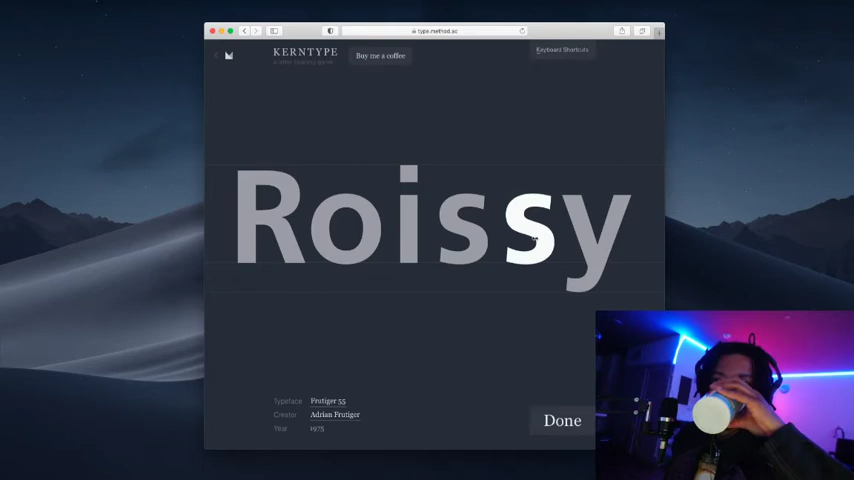 type.method.ac
KERNTYPE
a letter spacing game
Buy me a coffee
Keyboard Shortcuts
Roissy
Typeface Frutiger 55
Creator Adrian Frutiger
Year 1975
Done